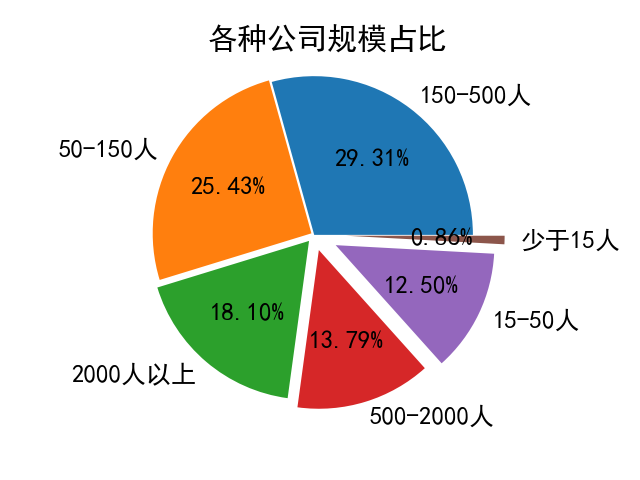 各种公司规模占比
150-500人
29.31%
50-150人
25.43%
0.86%
少于15人
12.50%
18.10%
15-50人
13.79%
2000人以上
500-2000人